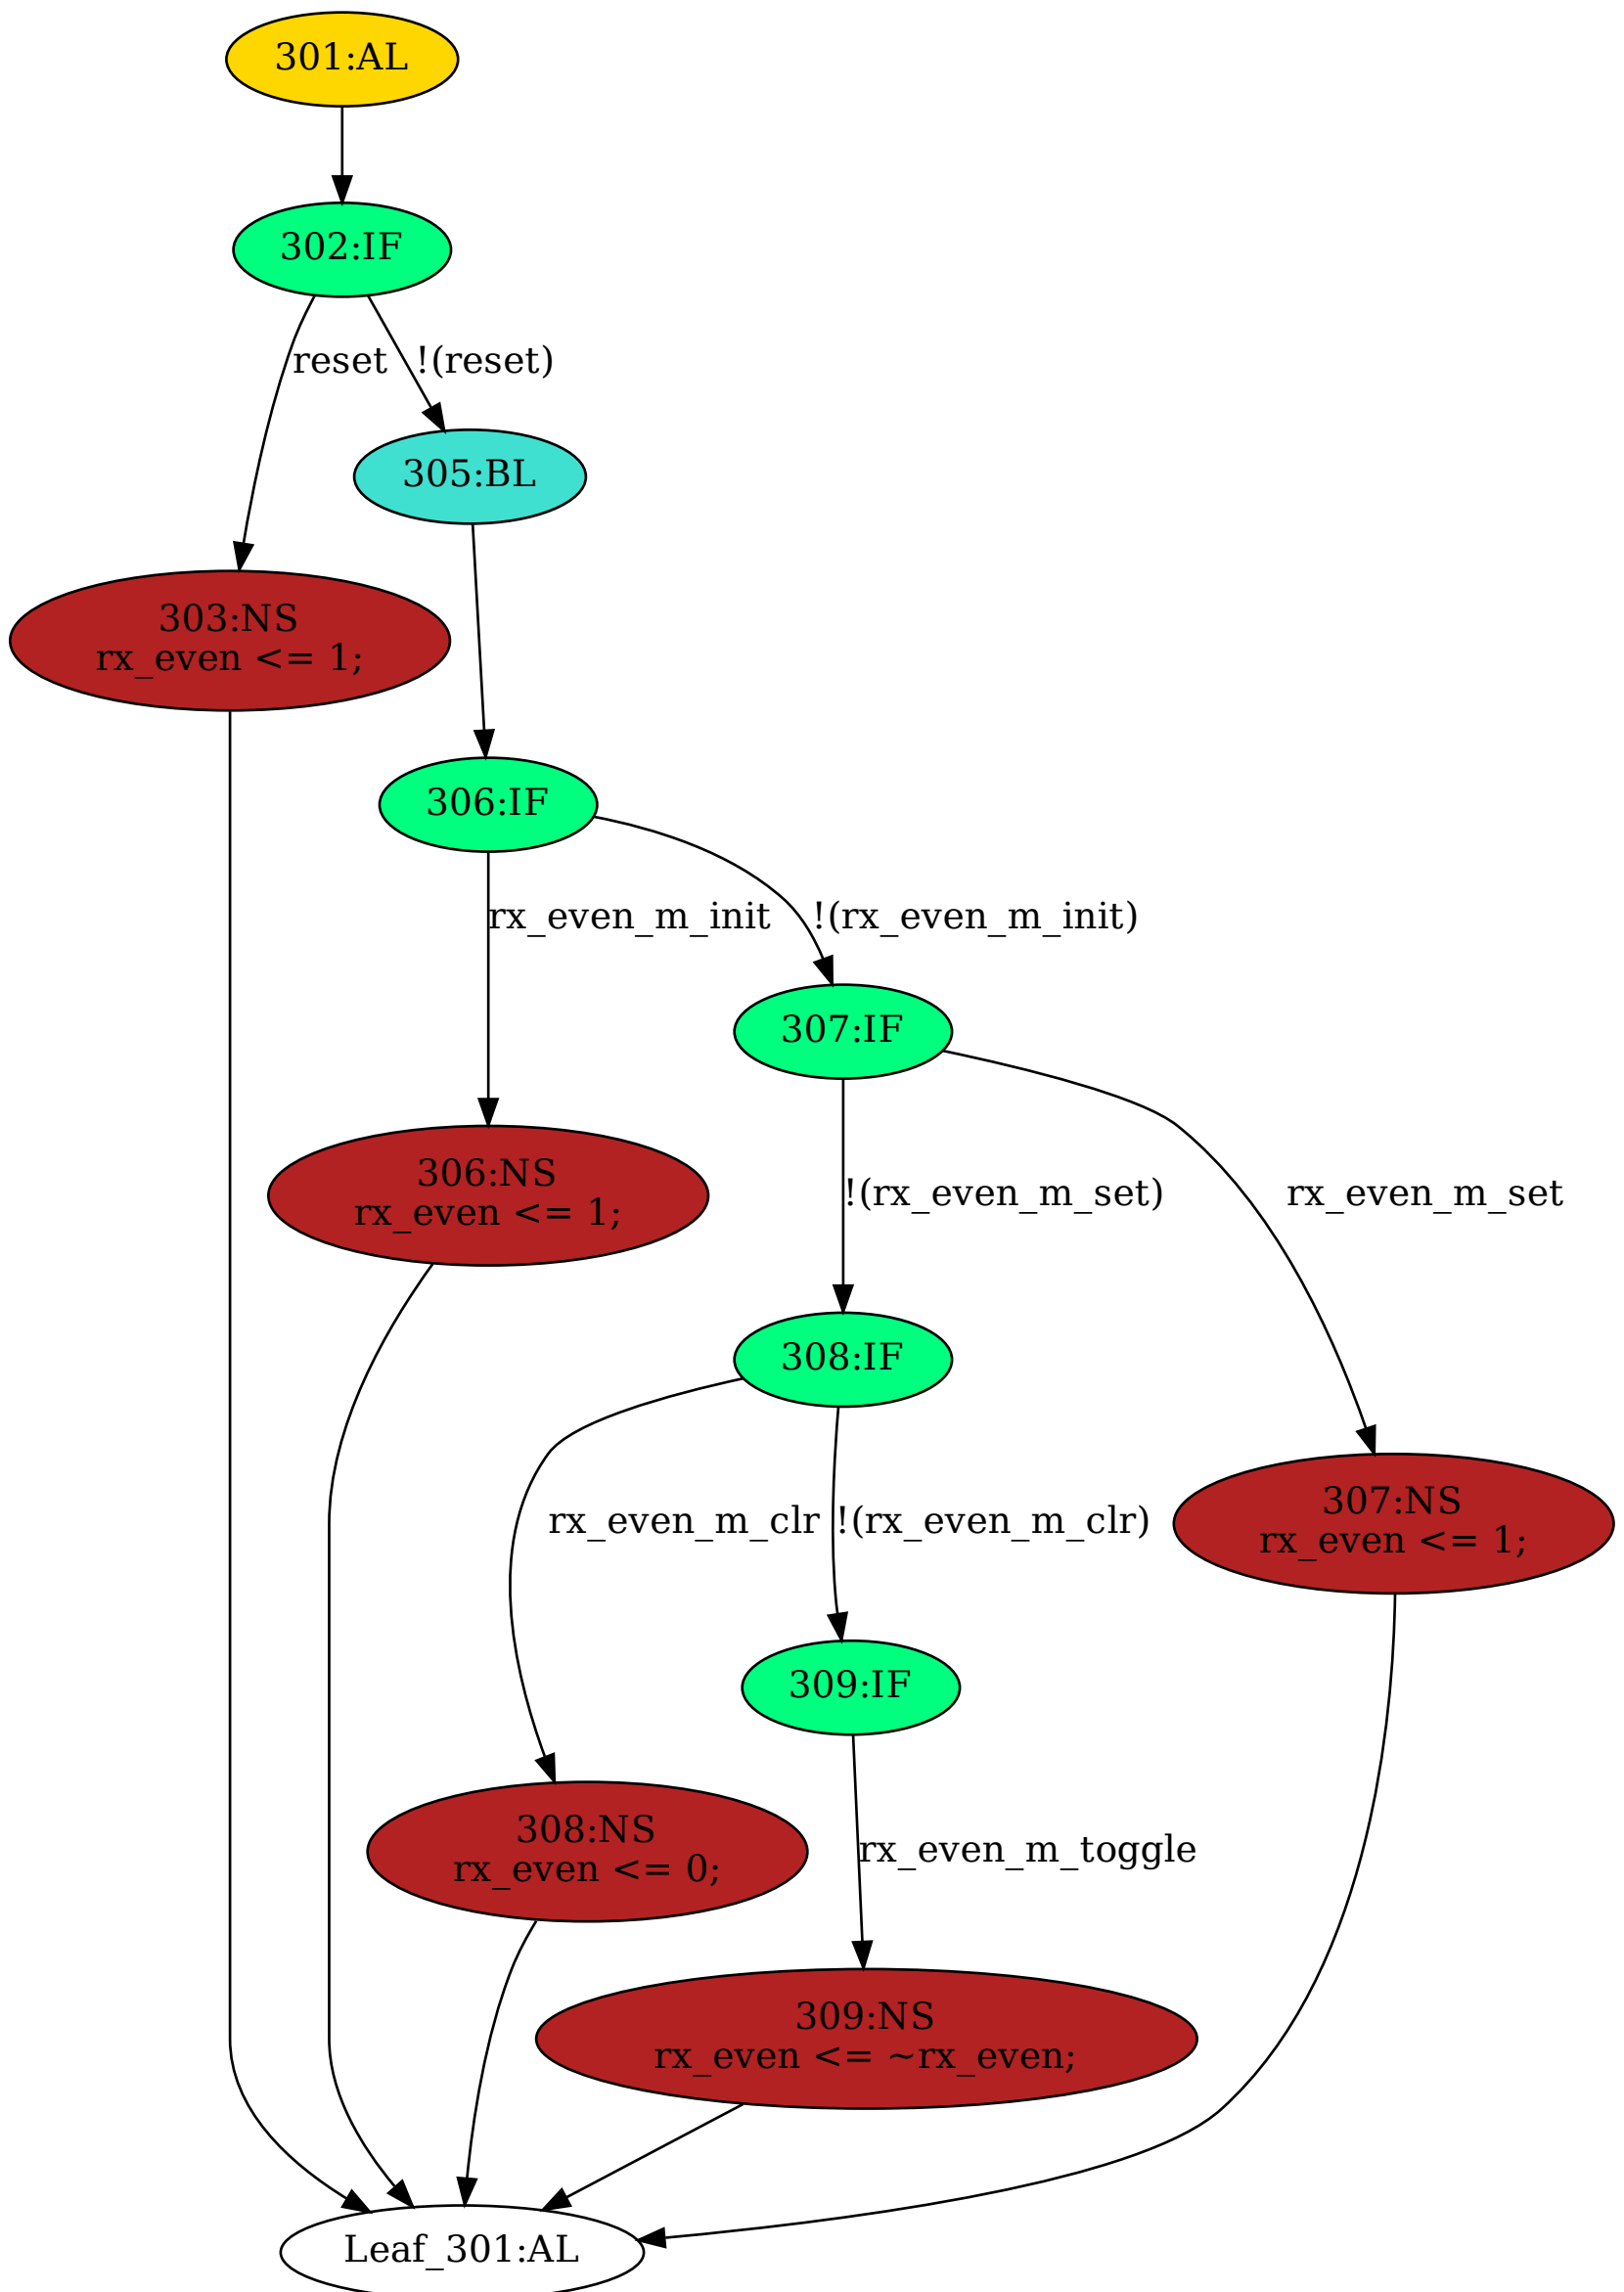 301:AL
302:IF
reset
!(reset)
305:BL
303:NS
rx_even <= 1;
306:IF
rx_even_m_init
!(rx_even_m_init)
307:IF
306:NS
rx_even <= 1;
!(rx_even_m_set)
rx_even_m_set
308:IF
rx_even_m_clr
!(rx_even_m_clr)
307:NS
rx_even <= 1;
309:IF
308:NS
rx_even <= 0;
rx_even_m_toggle
309:NS
rx_even <= ~rx_even;
Leaf_301:AL